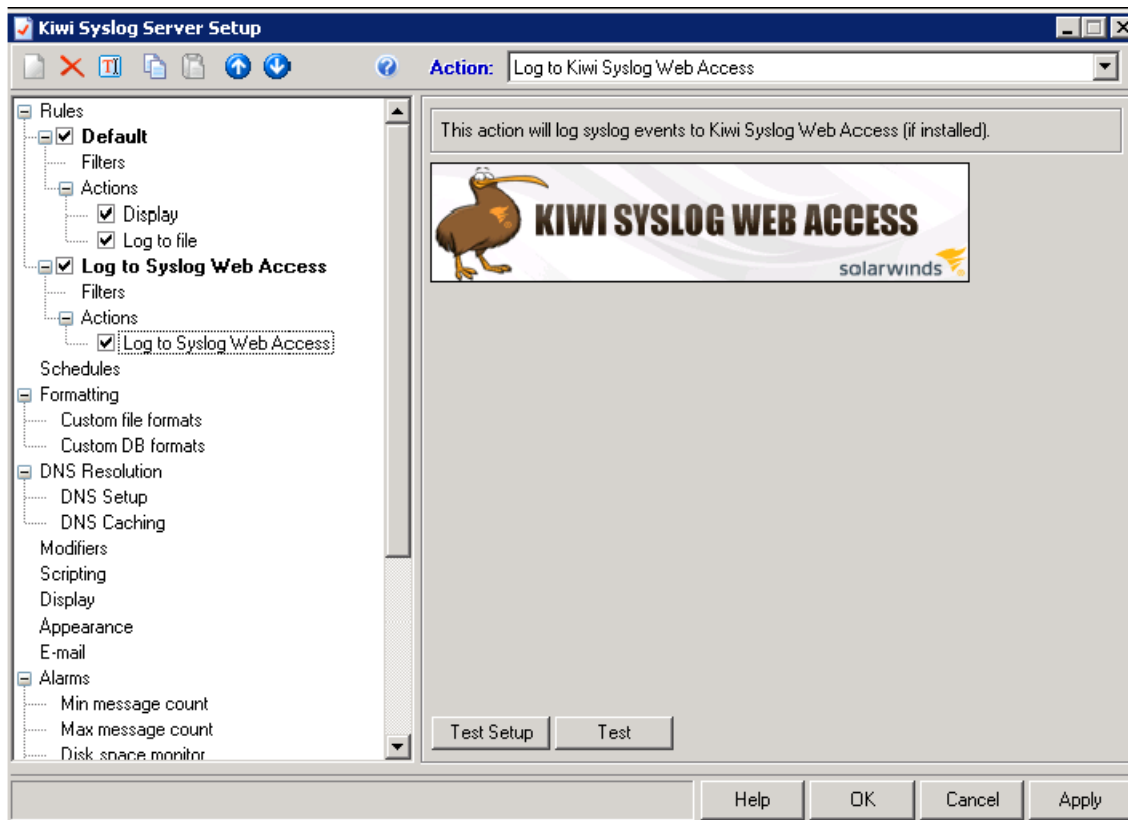 Kiwi Syslog Server Setup
Action: Log to Kiwi Syslog Web Access
Rules
Default
Filters
Actions
Display
Log to file
Log to Syslog Web Access
Filters
Actions
Log to Syslog Web Access
Schedules
Formatting
Custom file formats
Custom DB formats
DNS Resolution
DNS Setup
DNS Caching
Modifiers
Scripting
Display
Appearance
E-mail
Alarms
Min message count
Max message count
Disk space monitor
This action will log syslog events to Kiwi Syslog Web Access (if installed).
KIWI SYSLOG WEB ACCESS
solarwinds
Test Setup Test
Help OK Cancel Apply